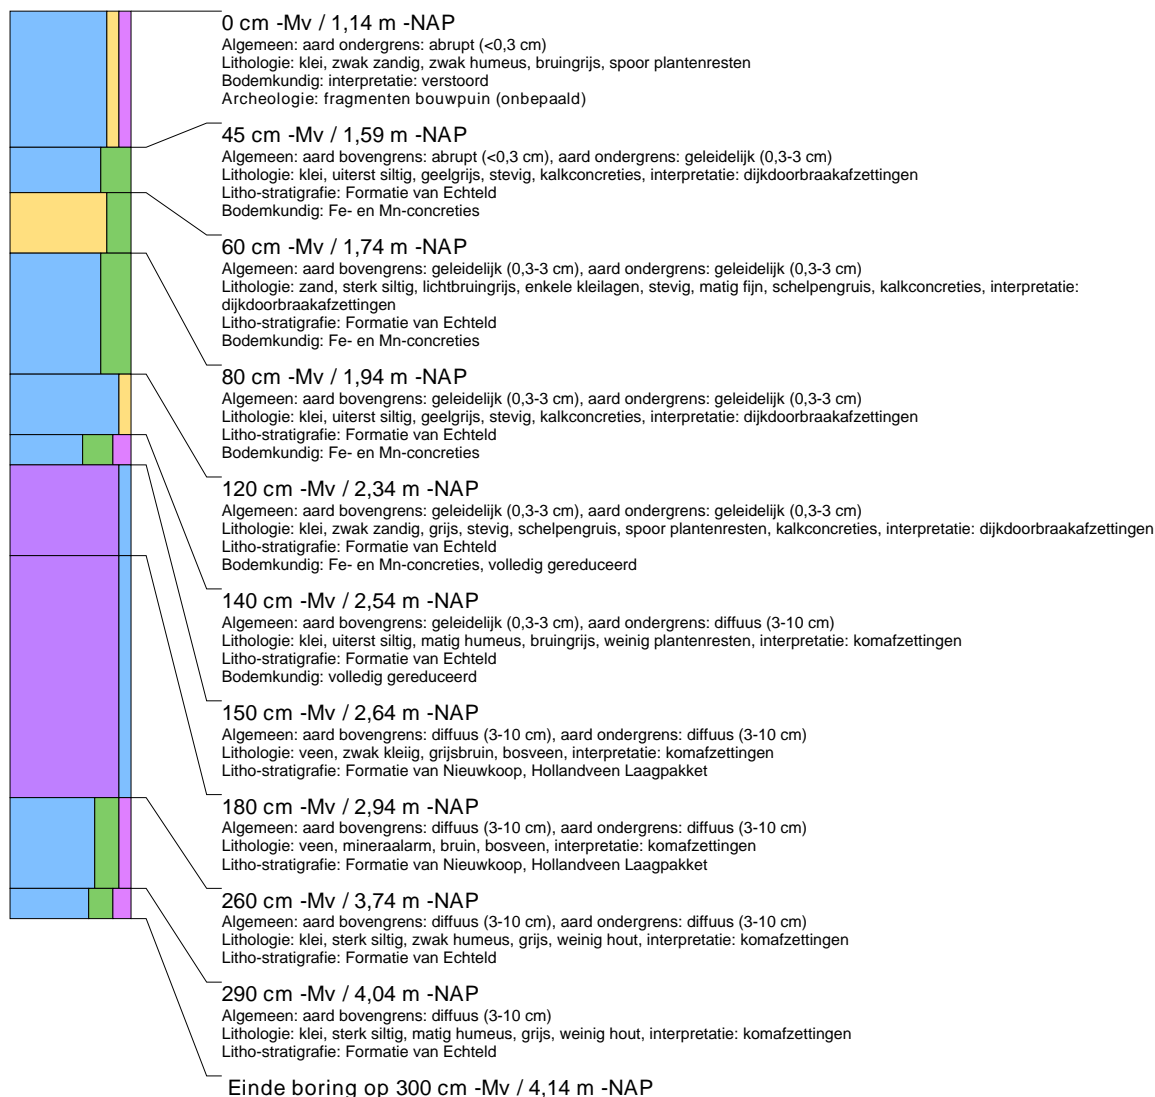 0 cm -Mv / 1,14 m -NAP
Algemeen: aard ondergrens: abrupt (<0,3 cm)
Lithologie: klei, zwak zandig, zwak humeus, bruingrijs, spoor plantenresten
Bodemkundig: interpretatie: verstoord
Archeologie: fragmenten bouwpuin (onbepaald)
45 cm -Mv / 1,59 m -NAP
Algemeen: aard bovengrens: abrupt (<0,3 cm), aard ondergrens: geleidelijk (0,3-3 cm)
Lithologie: klei, uiterst siltig, geelgrijs, stevig, kalkconcreties, interpretatie: dijkdoorbraakafzettingen
Litho-stratigrafie: Formatie van Echteld
Bodemkundig: Fe- en Mn-concreties
60 cm -Mv / 1,74 m -NAP
Algemeen: aard bovengrens: geleidelijk (0,3-3 cm), aard ondergrens: geleidelijk (0,3-3 cm)
Lithologie: zand, sterk siltig, lichtbruingrijs, enkele kleilagen, stevig, matig fijn, schelpengruis, kalkconcreties, interpretatie:
dijkdoorbraakafzettingen
Litho-stratigrafie: Formatie van Echteld
Bodemkundig: Fe- en Mn-concreties
80 cm -Mv / 1,94 m -NAP
Algemeen: aard bovengrens: geleidelijk (0,3-3 cm), aard ondergrens: geleidelijk (0,3-3 cm)
Lithologie: klei, uiterst siltig, geelgrijs, stevig, kalkconcreties, interpretatie: dijkdoorbraakafzettingen
Litho-stratigrafie: Formatie van Echteld
Bodemkundig: Fe- en Mn-concreties
120 cm -Mv / 2,34 m -NAP
Algemeen: aard bovengrens: geleidelijk (0,3-3 cm), aard ondergrens: geleidelijk (0,3-3 cm)
Lithologie: klei, zwak zandig, grijs, stevig, schelpengruis, spoor plantenresten, kalkconcreties, interpretatie: dijkdoorbraakafzettingen
Litho-stratigrafie: Formatie van Echteld
Bodemkundig: Fe- en Mn-concreties, volledig gereduceerd
140 cm -Mv / 2,54 m -NAP
Algemeen: aard bovengrens: geleidelijk (0,3-3 cm), aard ondergrens: diffuus (3-10 cm)
Lithologie: klei, uiterst siltig, matig humeus, bruingrijs, weinig plantenresten, interpretatie: komafzettingen
Litho-stratigrafie: Formatie van Echteld
Bodemkundig: volledig gereduceerd
150 cm -Mv / 2,64 m -NAP
Algemeen: aard bovengrens: diffuus (3-10 cm), aard ondergrens: diffuus (3-10 cm)
Lithologie: veen, zwak kleiig, grijsbruin, bosveen, interpretatie: komafzettingen
Litho-stratigrafie: Formatie van Nieuwkoop, Hollandveen Laagpakket
180 cm -Mv / 2,94 m -NAP
Algemeen: aard bovengrens: diffuus (3-10 cm), aard ondergrens: diffuus (3-10 cm)
Lithologie: veen, mineraalarm, bruin, bosveen, interpretatie: komafzettingen
Litho-stratigrafie: Formatie van Nieuwkoop, Hollandveen Laagpakket
260 cm -Mv / 3,74 m -NAP
Algemeen: aard bovengrens: diffuus (3-10 cm), aard ondergrens: diffuus (3-10 cm)
Lithologie: klei, sterk siltig, zwak humeus, grijs, weinig hout, interpretatie: komafzettingen
Litho-stratigrafie: Formatie van Echteld
290 cm -Mv / 4,04 m -NAP
Algemeen: aard bovengrens: diffuus (3-10 cm)
Lithologie: klei, sterk siltig, matig humeus, grijs, weinig hout, interpretatie: komafzettingen
Litho-stratigrafie: Formatie van Echteld
Einde boring op 300 cm -Mv / 4,14 m -NAP